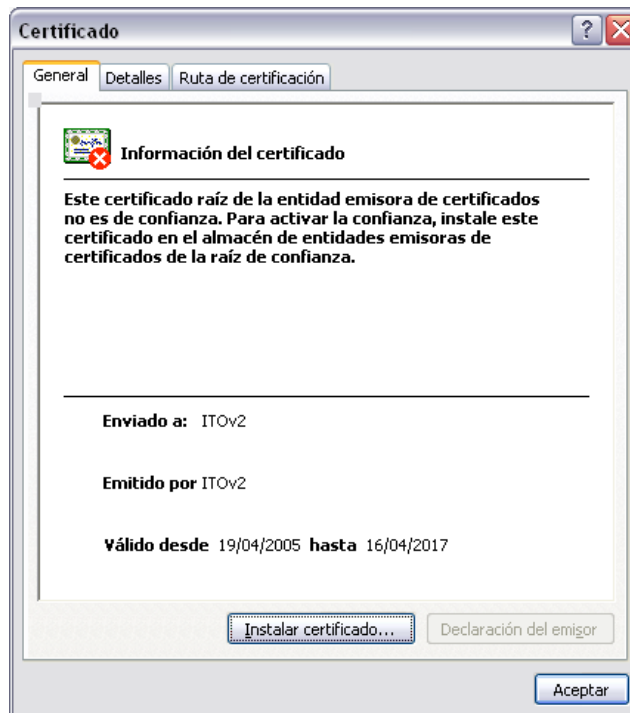 Certificado
General Detalles Ruta de certificación
Información del certificado
Este certificado raíz de la entidad emisora de certificados
no es de confianza. Para activar la confianza, instale este
certificado en el almacén de entidades emisoras de
certificados de la raíz de confianza.
Enviado a: ITOv2
Emitido por ITOv2
Válido desde 19/04/2005 hasta 16/04/2017
Instalar certificado... Declaración del emisor
Aceptar